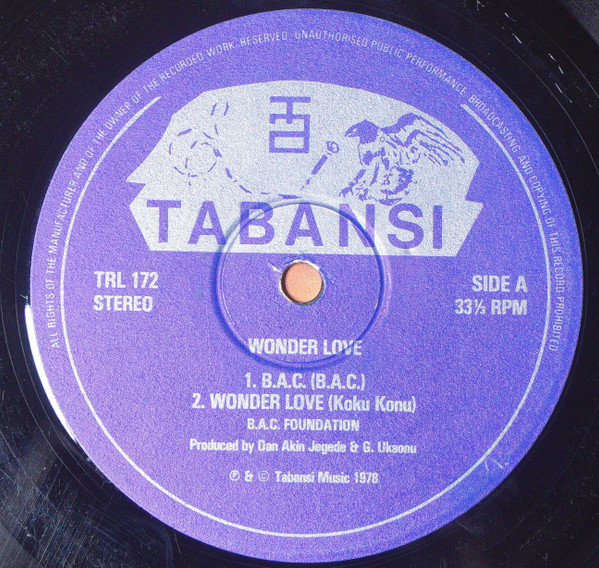 ALL RIGHTS OF THE MANUFACTURER AND OF THE OWNER OF THE RECORDED WORK RESERVED. UNAUTHORISED PUBLIC PERFORMANCE, BROADCASTING AND COPYING OF THIS RECORD PROHIBITED
TABANSI
TRL 172
STEREO
SIDE A
33⅓ RPM
WONDER LOVE
1. B.A.C. (B.A.C.)
2. WONDER LOVE (Koku Konu)
B.A.C. FOUNDATION
Produced by Dan Akin Jegede & G. Ukaonu
℗ & © Tabansi Music 1978